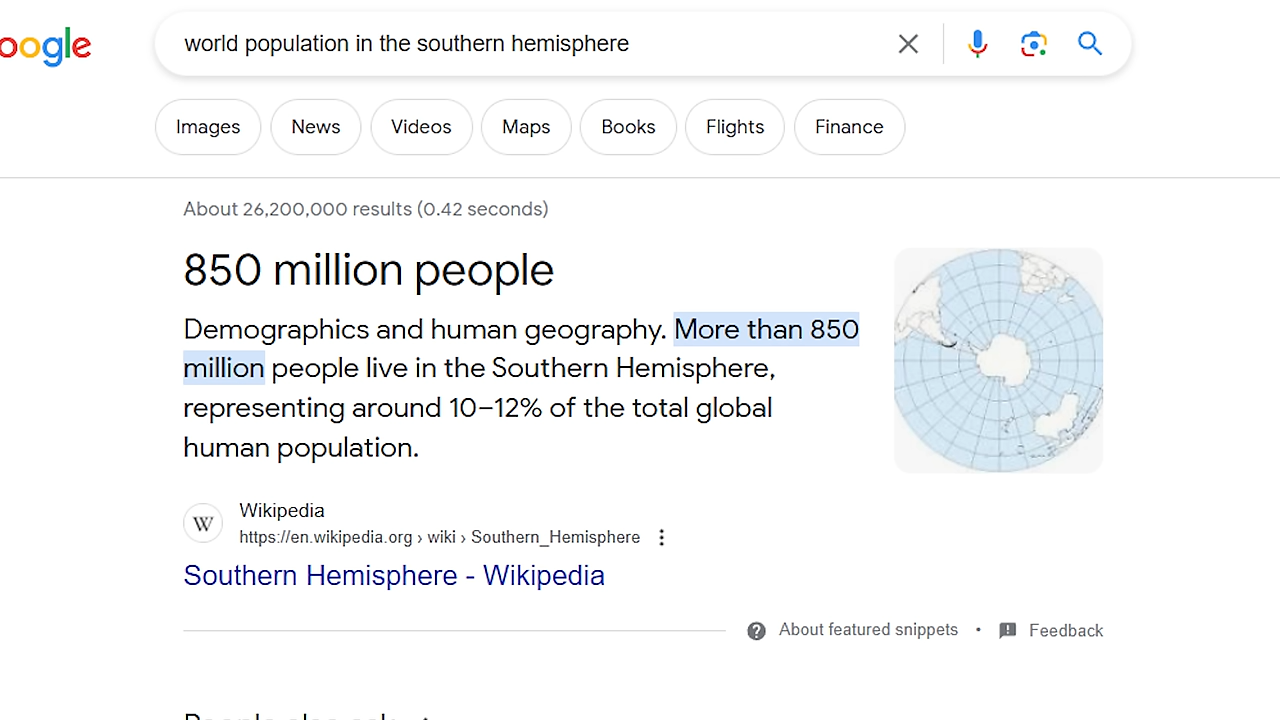 oogle
world population in the southern hemisphere
Images News Videos Maps Books Flights Finance
About 26,200,000 results (0.42 seconds)
850 million people
Demographics and human geography. More than 850
million people live in the Southern Hemisphere,
representing around 10–12% of the total global
human population.
W
Wikipedia
https://en.wikipedia.org › wiki › Southern_Hemisphere
Southern Hemisphere - Wikipedia
About featured snippets • Feedback
People also ask